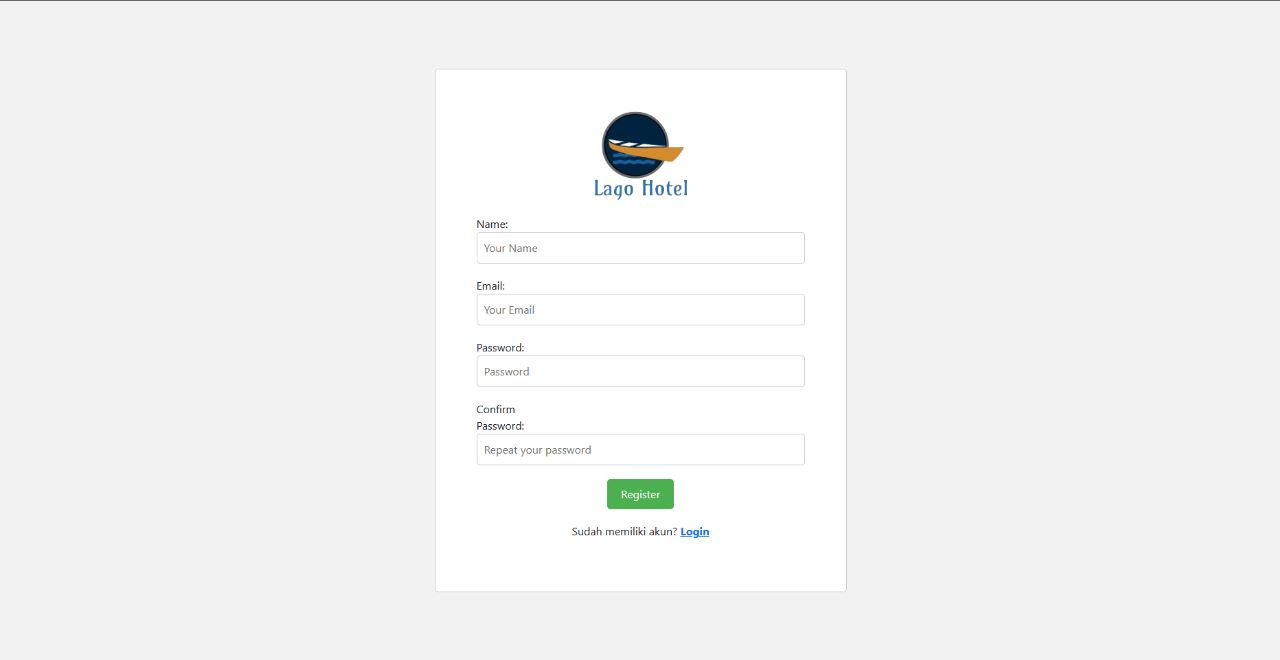 Lago Hotel
Name:
Your Name
Email:
Your Email
Password:
Password
Confirm
Password:
Repeat your password
Register
Sudah memiliki akun? Login